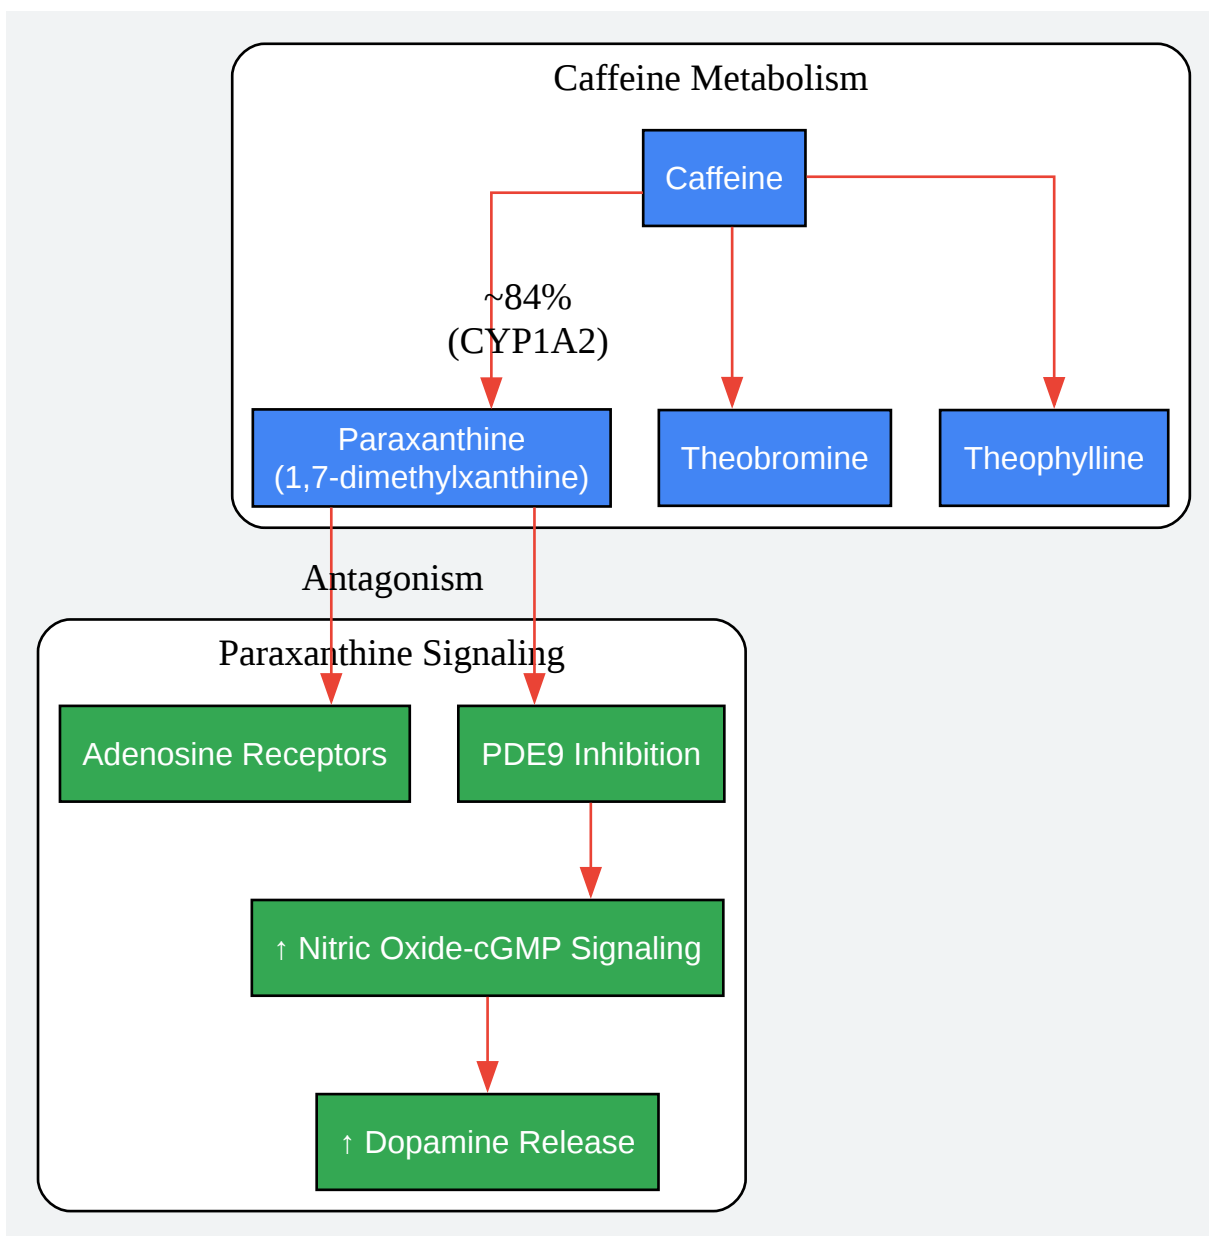 Caffeine Metabolism
Caffeine
~84%
(CYP1A2)
Paraxanthine
(1,7-dimethylxanthine)
Theobromine
Theophylline
Antagonism
Paraxanthine Signaling
Adenosine Receptors
PDE9 Inhibition
↑ Nitric Oxide-cGMP Signaling
↑ Dopamine Release